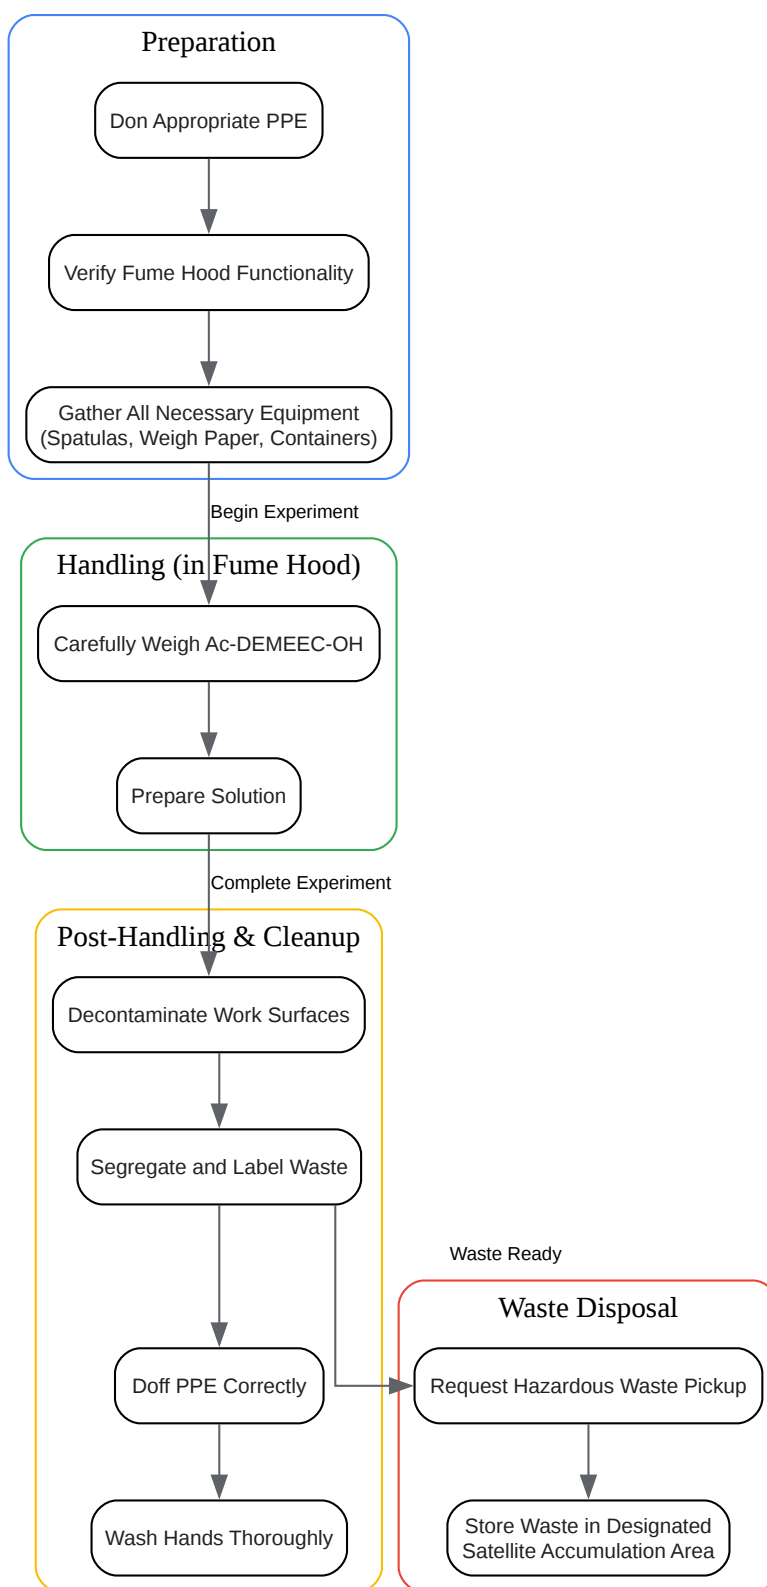 Preparation
Don Appropriate PPE
Verify Fume Hood Functionality
Gather All Necessary Equipment
(Spatulas, Weigh Paper, Containers)
Begin Experiment
Handling (in Fume Hood)
Carefully Weigh Ac-DEMEEC-OH
Prepare Solution
Complete Experiment
Post-Handling & Cleanup
Decontaminate Work Surfaces
Segregate and Label Waste
Waste Ready
Waste Disposal
Doff PPE Correctly
Request Hazardous Waste Pickup
Wash Hands Thoroughly
Store Waste in Designated
Satellite Accumulation Area